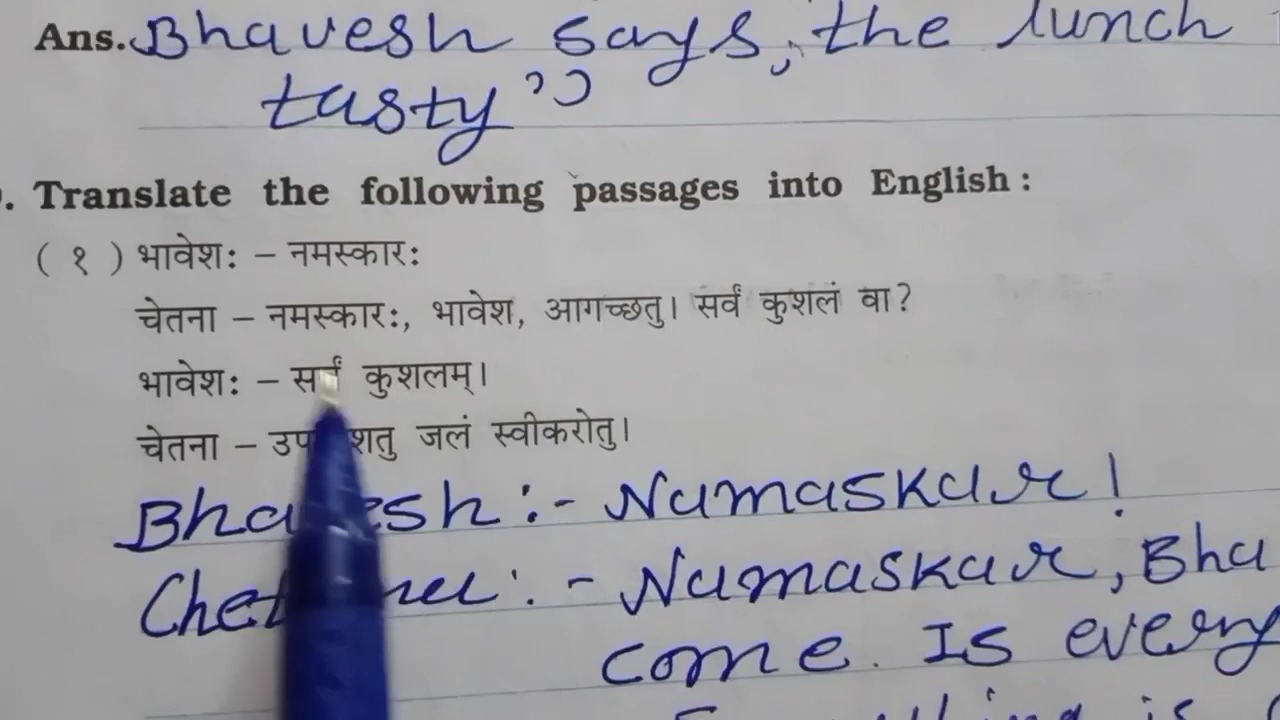 Ans. Bhavesh says, the lunch
tasty”
. Translate the following passages into English :
( १ ) भावेशः – नमस्कारः
चेतना – नमस्कारः, भावेश, आगच्छतु। सर्वं कुशलं वा?
भावेशः – सर्वं कुशलम्।
चेतना – जलं स्वीकरोतु।
:- Namaskar!
:- Namaskar, Bha
come. Is every